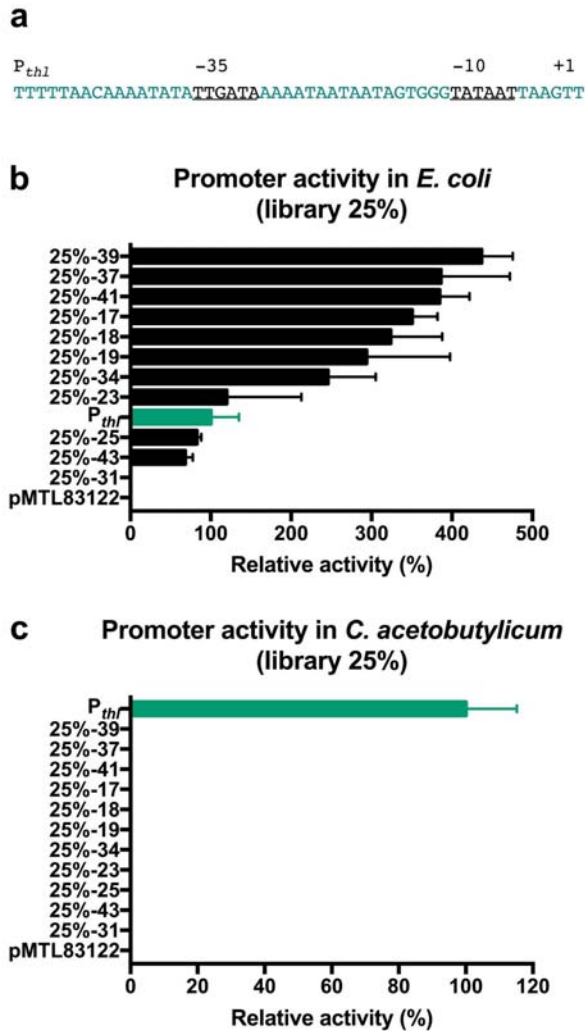 a
P_thl −35 −10 +1
TTTTTAACAAAATATATTGATAAAAATAATAATAGTGGGTATAATTAAGTT
b
Promoter activity in E. coli
(library 25%)
25%-39
25%-37
25%-41
25%-17
25%-18
25%-19
25%-34
25%-23
P_thl
25%-25
25%-43
25%-31
pMTL83122
0 100 200 300 400 500
Relative activity (%)
c
Promoter activity in C. acetobutylicum
(library 25%)
P_thl
25%-39
25%-37
25%-41
25%-17
25%-18
25%-19
25%-34
25%-23
25%-25
25%-43
25%-31
pMTL83122
0 20 40 60 80 100 120
Relative activity (%)